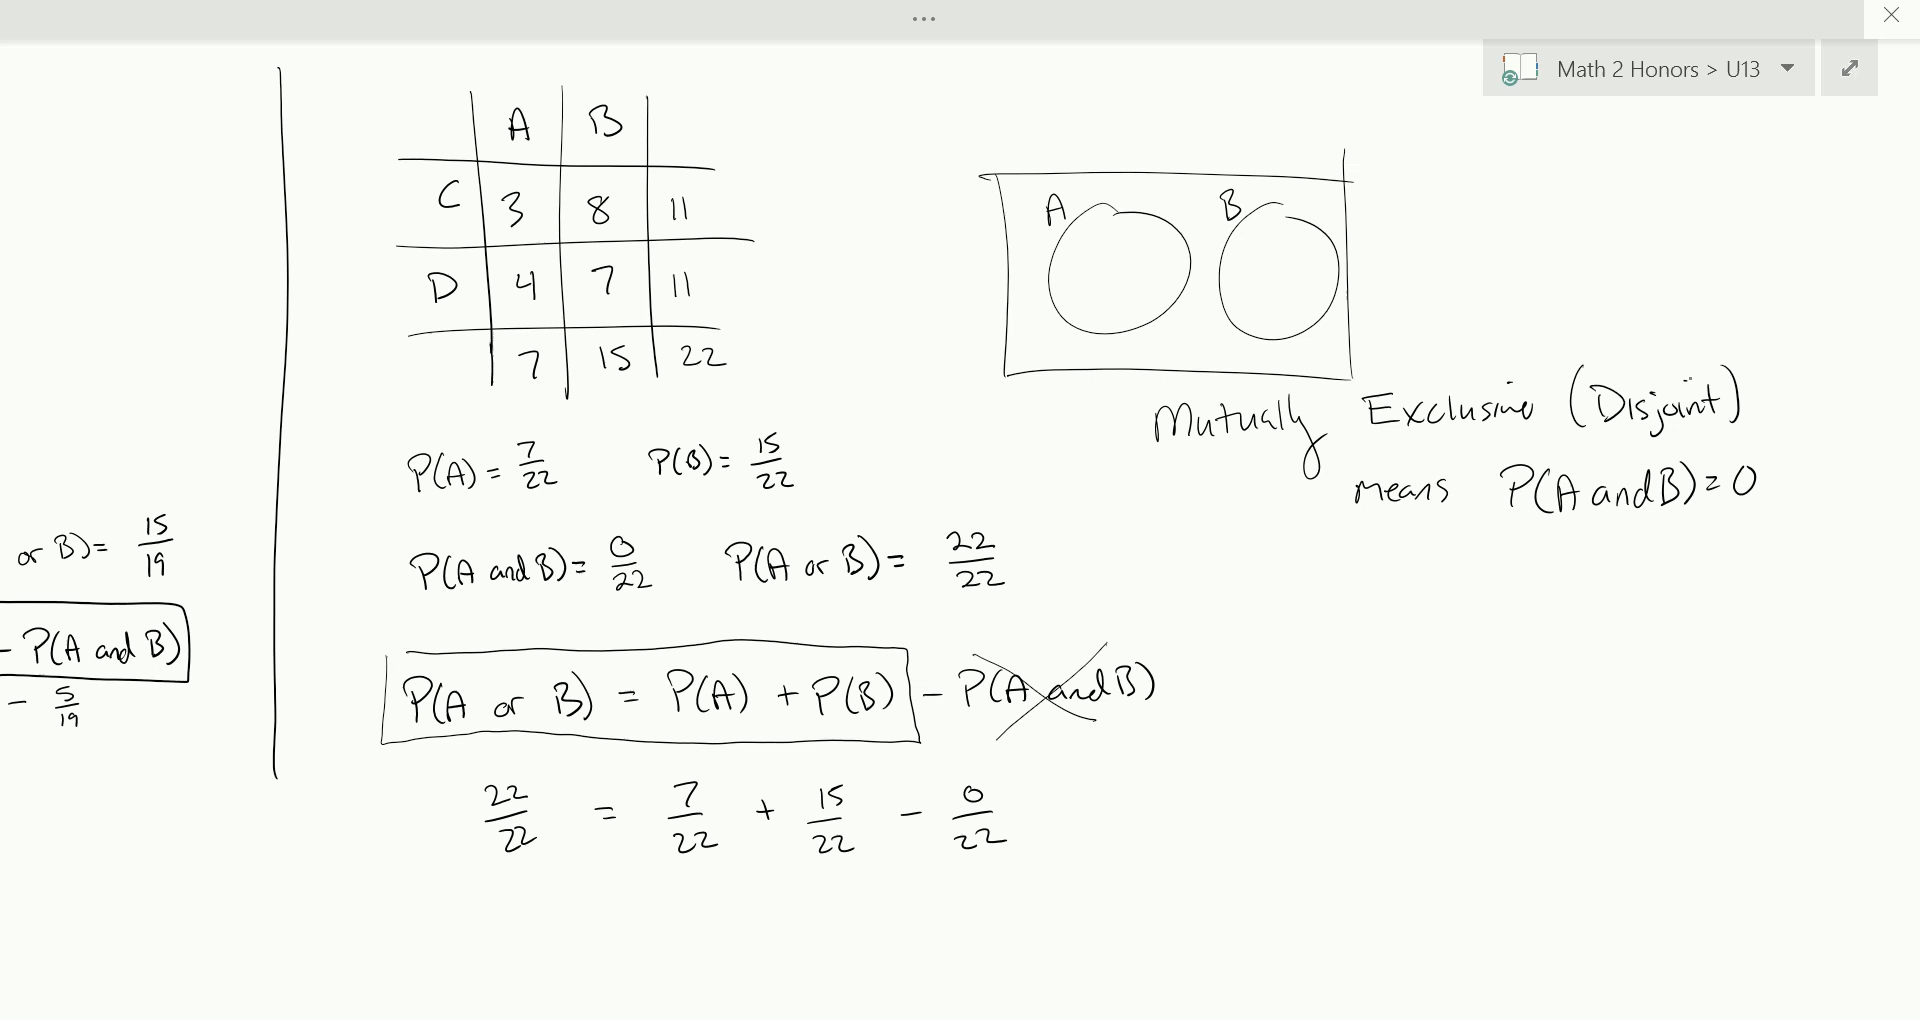 Math 2 Honors > U13
or B) = 15/19
- P(A and B)
- 5/19
A B
C 3 8 11
D 4 7 11
7 15 22
A B
Mutually Exclusive (Disjoint)
means P(A and B) = 0
P(A) = 7/22 P(B) = 15/22
P(A and B) = 0/22 P(A or B) = 22/22
P(A or B) = P(A) + P(B) - P(A and B)
22/22 = 7/22 + 15/22 - 0/22